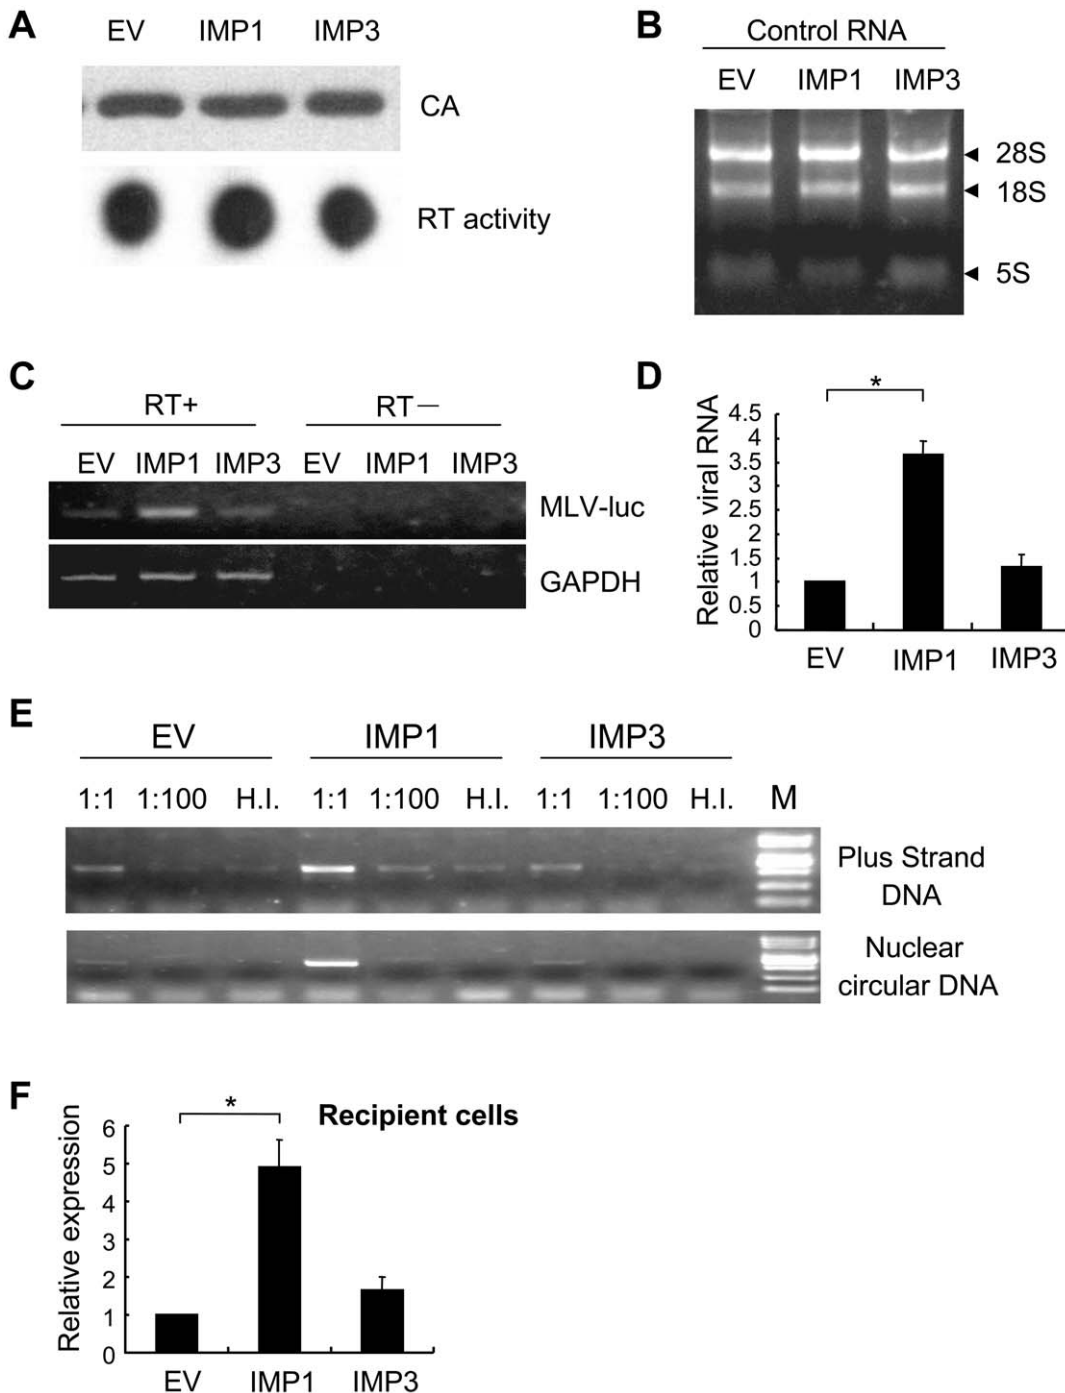 A
EV IMP1 IMP3
CA
RT activity
B
Control RNA
EV IMP1 IMP3
28S
18S
5S
C
RT+ RT—
EV IMP1 IMP3 EV IMP1 IMP3
MLV-luc
GAPDH
D
*
Relative viral RNA
4.5
4
3.5
3
2.5
2
1.5
1
0.5
0
EV IMP1 IMP3
E
EV IMP1 IMP3
1:1 1:100 H.I. 1:1 1:100 H.I. 1:1 1:100 H.I. M
Plus Strand
DNA
Nuclear
circular DNA
F
*
Recipient cells
Relative expression
6
5
4
3
2
1
0
EV IMP1 IMP3